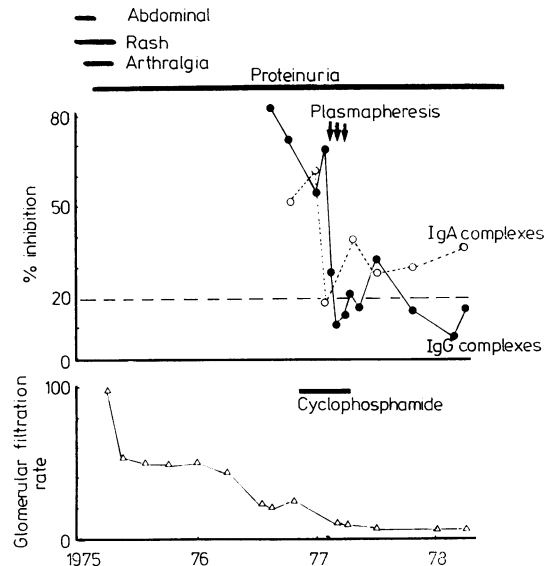 Abdominal
Rash
Arthralgia
Proteinuria
80
Plasmapheresis
50
% inhibition
IgA complexes
20
0
IgG complexes
100
Cyclophosphamide
Glomerular filtration
rate
0
1975
76
77
78